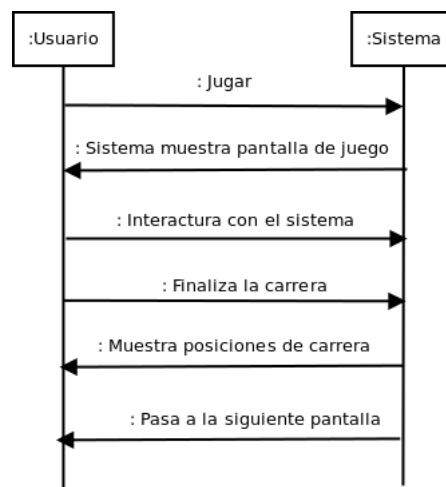 :Usuario
:Sistema
: Jugar
: Sistema muestra pantalla de juego
: Interactura con el sistema
: Finaliza la carrera
: Muestra posiciones de carrera
: Pasa a la siguiente pantalla